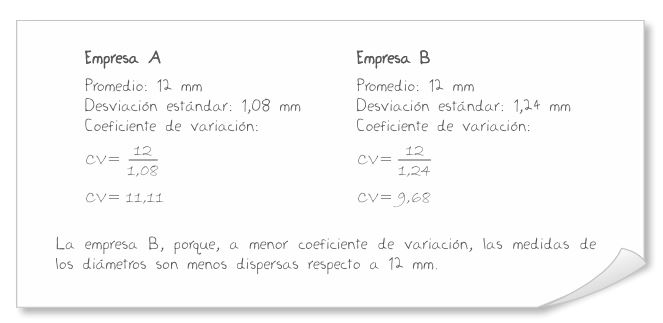 Empresa A
Promedio: 12 mm
Desviación estándar: 1,08 mm
Coeficiente de variación:
CV= 12
1,08
CV= 11,11
Empresa B
Promedio: 12 mm
Desviación estándar: 1,24 mm
Coeficiente de variación:
CV= 12
1,24
CV= 9,68
La empresa B, porque, a menor coeficiente de variación, las medidas de
los diámetros son menos dispersas respecto a 12 mm.